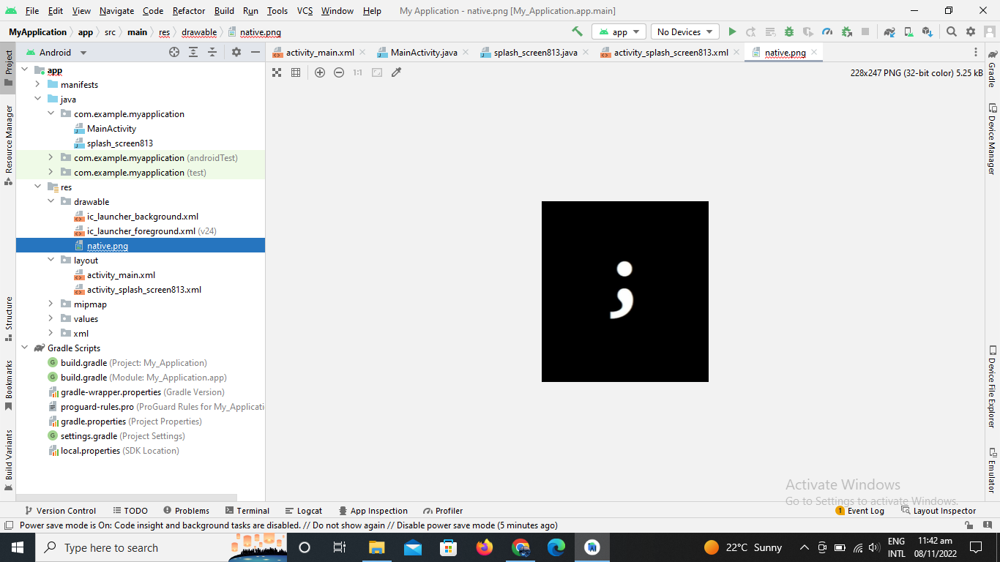 File Edit View Navigate Code Refactor Build Run Tools VCS Window Help My Application - native.png [My_Application.app.main]
MyApplication app src main res drawable native.png app No Devices
Project Android activity_main.xml MainActivity.java splash_screen813.java activity_splash_screen813.xml native.png
1:1 228x247 PNG (32-bit color) 5.25 kB
app
manifests
java
com.example.myapplication
MainActivity
splash_screen813
com.example.myapplication (androidTest)
com.example.myapplication (test)
res
drawable
ic_launcher_background.xml
ic_launcher_foreground.xml (v24)
native.png
layout
activity_main.xml
activity_splash_screen813.xml
mipmap
values
xml
Gradle Scripts
build.gradle (Project: My_Application)
build.gradle (Module: My_Application.app)
gradle-wrapper.properties (Gradle Version)
proguard-rules.pro (ProGuard Rules for My_Applicati
gradle.properties (Project Properties)
settings.gradle (Project Settings)
local.properties (SDK Location)
Resource Manager
Structure
Bookmarks
Build Variants
;
Gradle
Device Manager
Device File Explorer
Emulator
Activate Windows
Go to Settings to activate Windows.
Version Control TODO Problems Terminal Logcat App Inspection Profiler 1 Event Log Layout Inspector
Power save mode is On: Code insight and background tasks are disabled. // Do not show again // Disable power save mode (5 minutes ago)
Type here to search 22°C Sunny ENG 11:42 am
INTL 08/11/2022